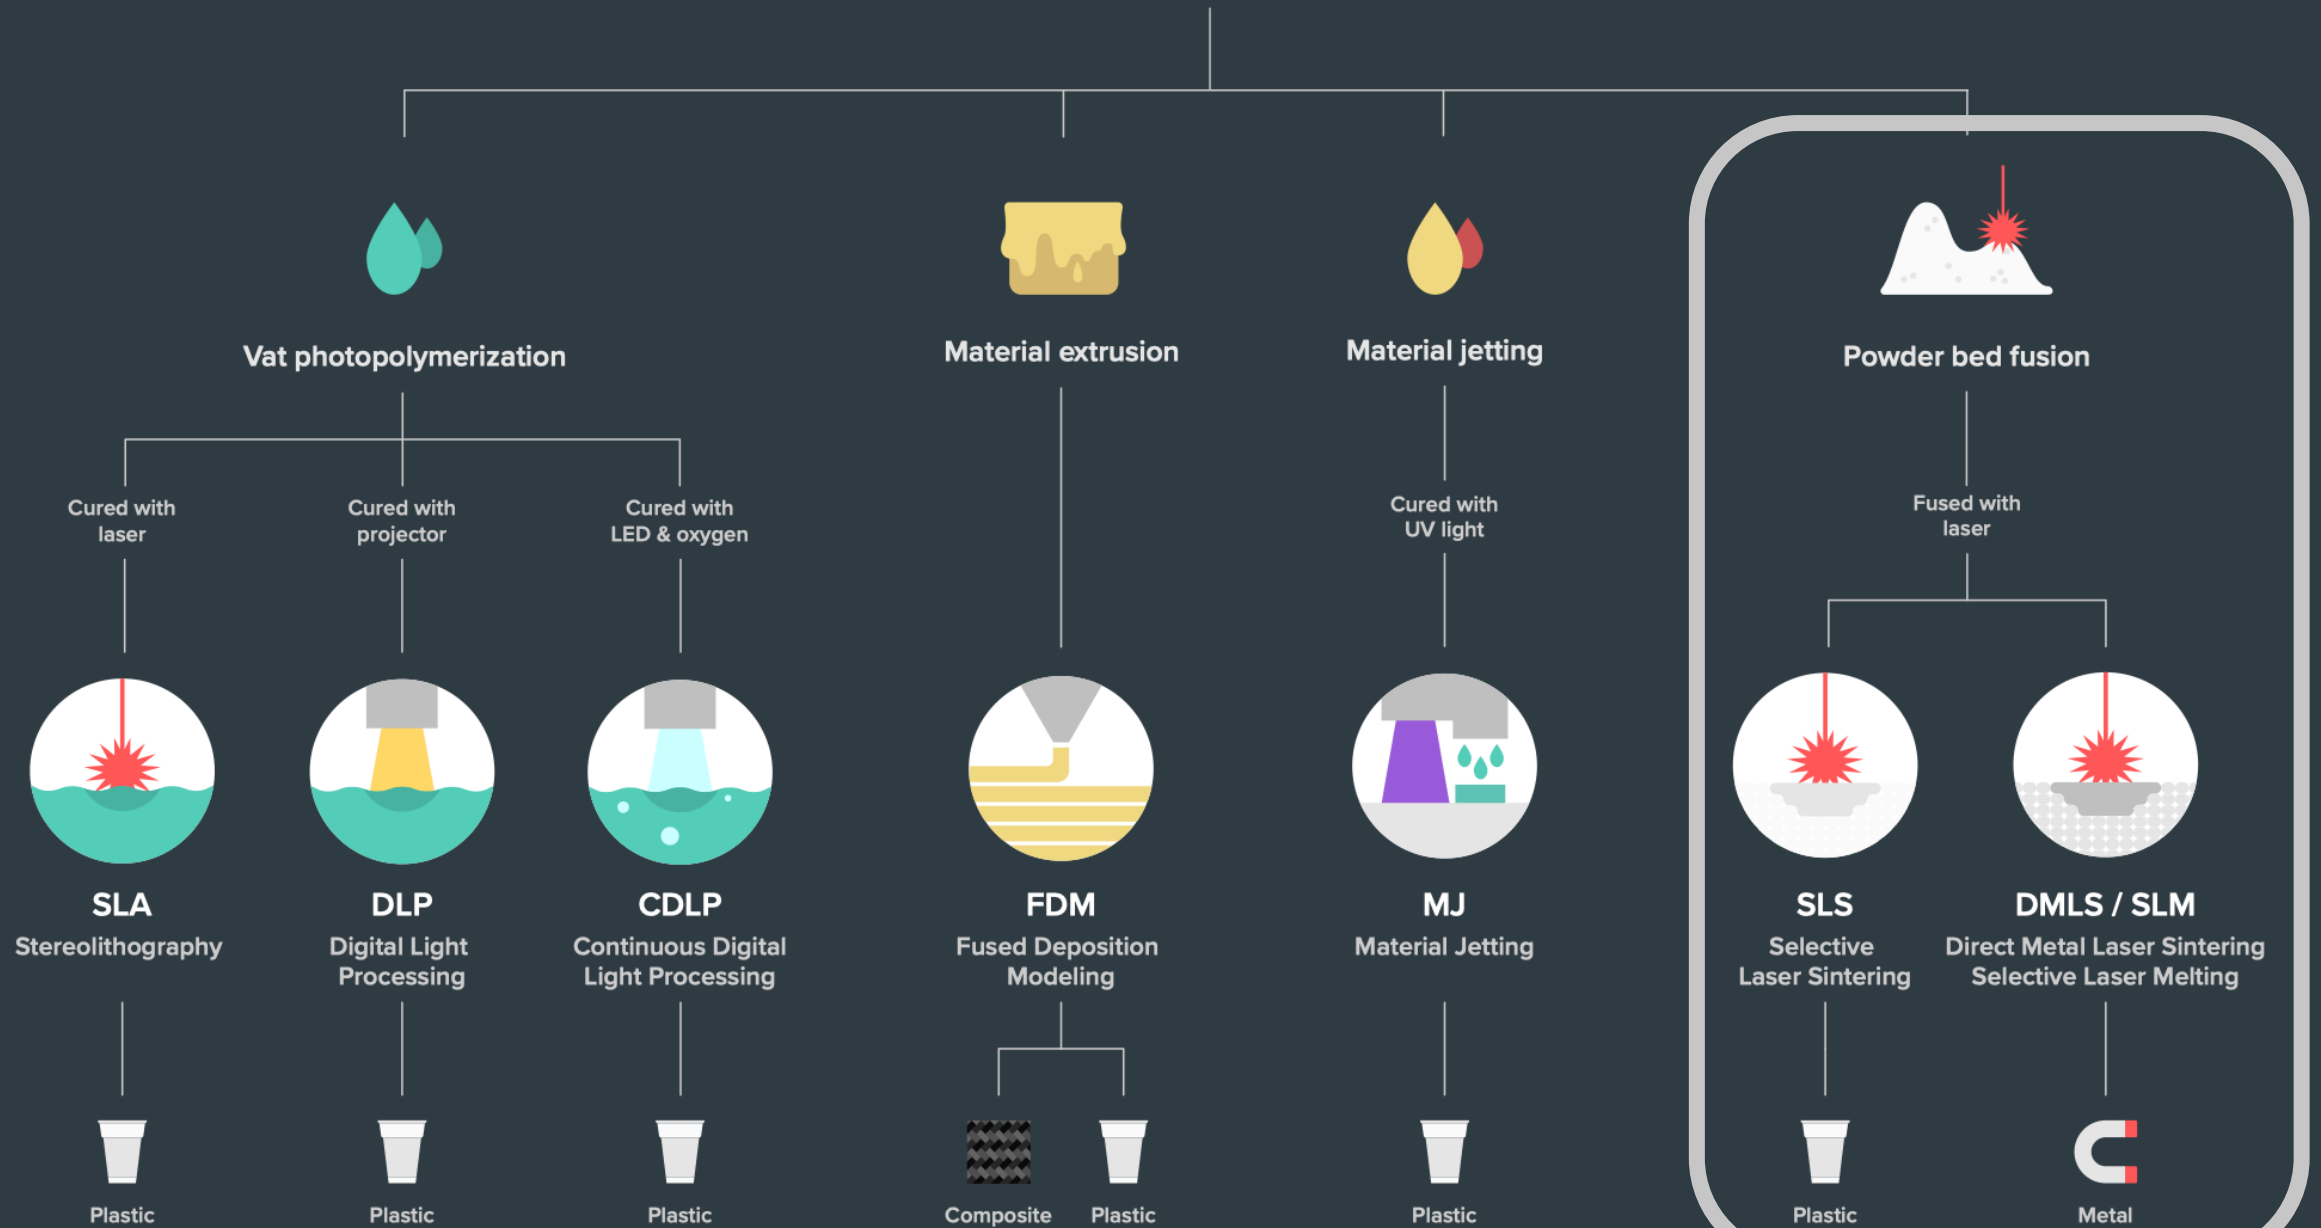 Vat photopolymerization
Material extrusion
Material jetting
Powder bed fusion
Cured with
laser
Cured with
projector
Cured with
LED & oxygen
Cured with
UV light
Fused with
laser
SLA
Stereolithography
DLP
Digital Light
Processing
CDLP
Continuous Digital
Light Processing
FDM
Fused Deposition
Modeling
MJ
Material Jetting
SLS
Selective
Laser Sintering
DMLS / SLM
Direct Metal Laser Sintering
Selective Laser Melting
Plastic
Plastic
Plastic
Composite
Plastic
Plastic
Plastic
Metal